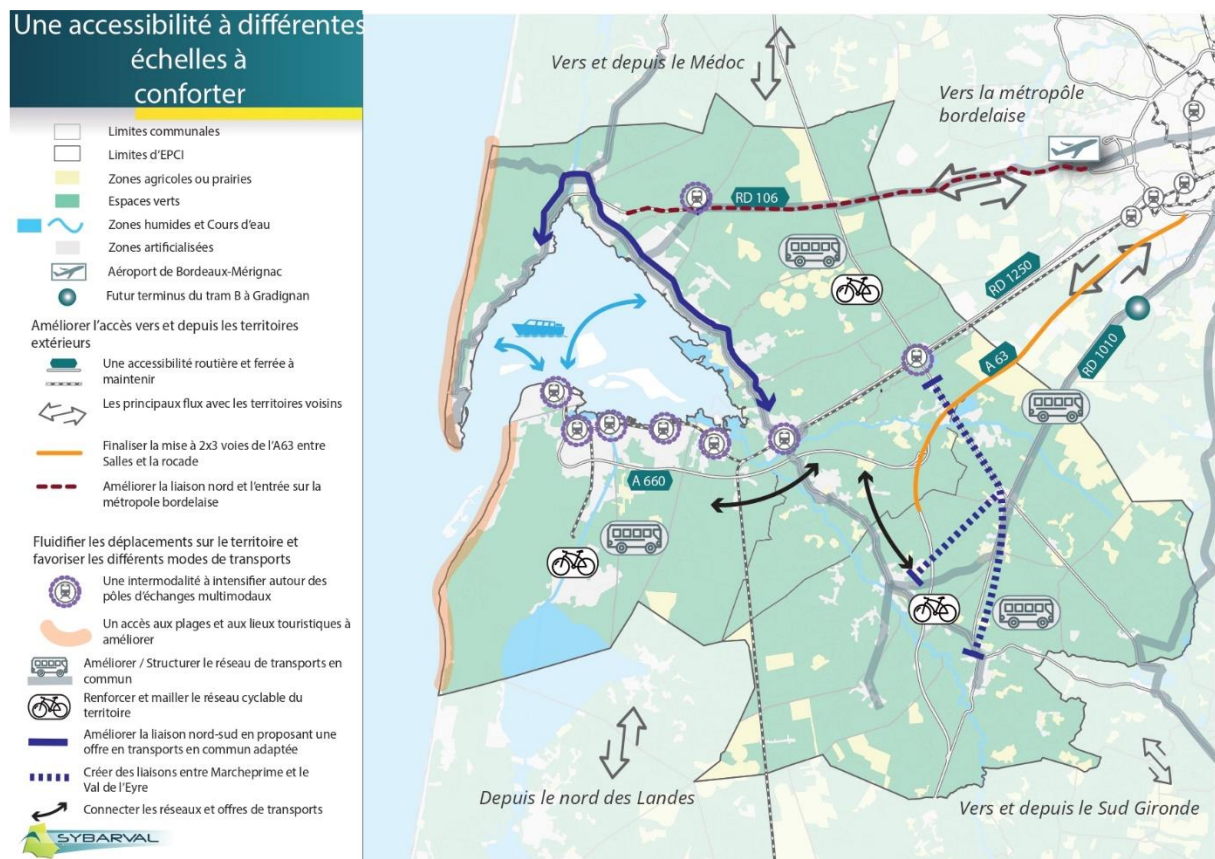 Une accessibilité à différentes
échelles à
conforter
Limites communales
Limites d'EPCI
Zones agricoles ou prairies
Espaces verts
Zones humides et Cours d'eau
Zones artificialisées
Aéroport de Bordeaux-Mérignac
Futur terminus du tram B à Gradignan
Améliorer l'accès vers et depuis les territoires
extérieurs
Une accessibilité routière et ferrée à
maintenir
Les principaux flux avec les territoires voisins
Finaliser la mise à 2x3 voies de l'A63 entre
Salles et la rocade
Améliorer la liaison nord et l'entrée sur la
métropole bordelaise
Fluidifier les déplacements sur le territoire et
favoriser les différents modes de transports
Une intermodalité à intensifier autour des
pôles d'échanges multimodaux
Un accès aux plages et aux lieux touristiques à
améliorer
Améliorer / Structurer le réseau de transports en
commun
Renforcer et mailler le réseau cyclable du
territoire
Améliorer la liaison nord-sud en proposant une
offre en transports en commun adaptée
Créer des liaisons entre Marcheprime et le
Val de l'Eyre
Connecter les réseaux et offres de transports
SYBARVAL
Vers et depuis le Médoc
Vers la métropole
bordelaise
RD 106
RD 1250
A 63
RD 1010
A 660
Depuis le nord des Landes
Vers et depuis le Sud Gironde